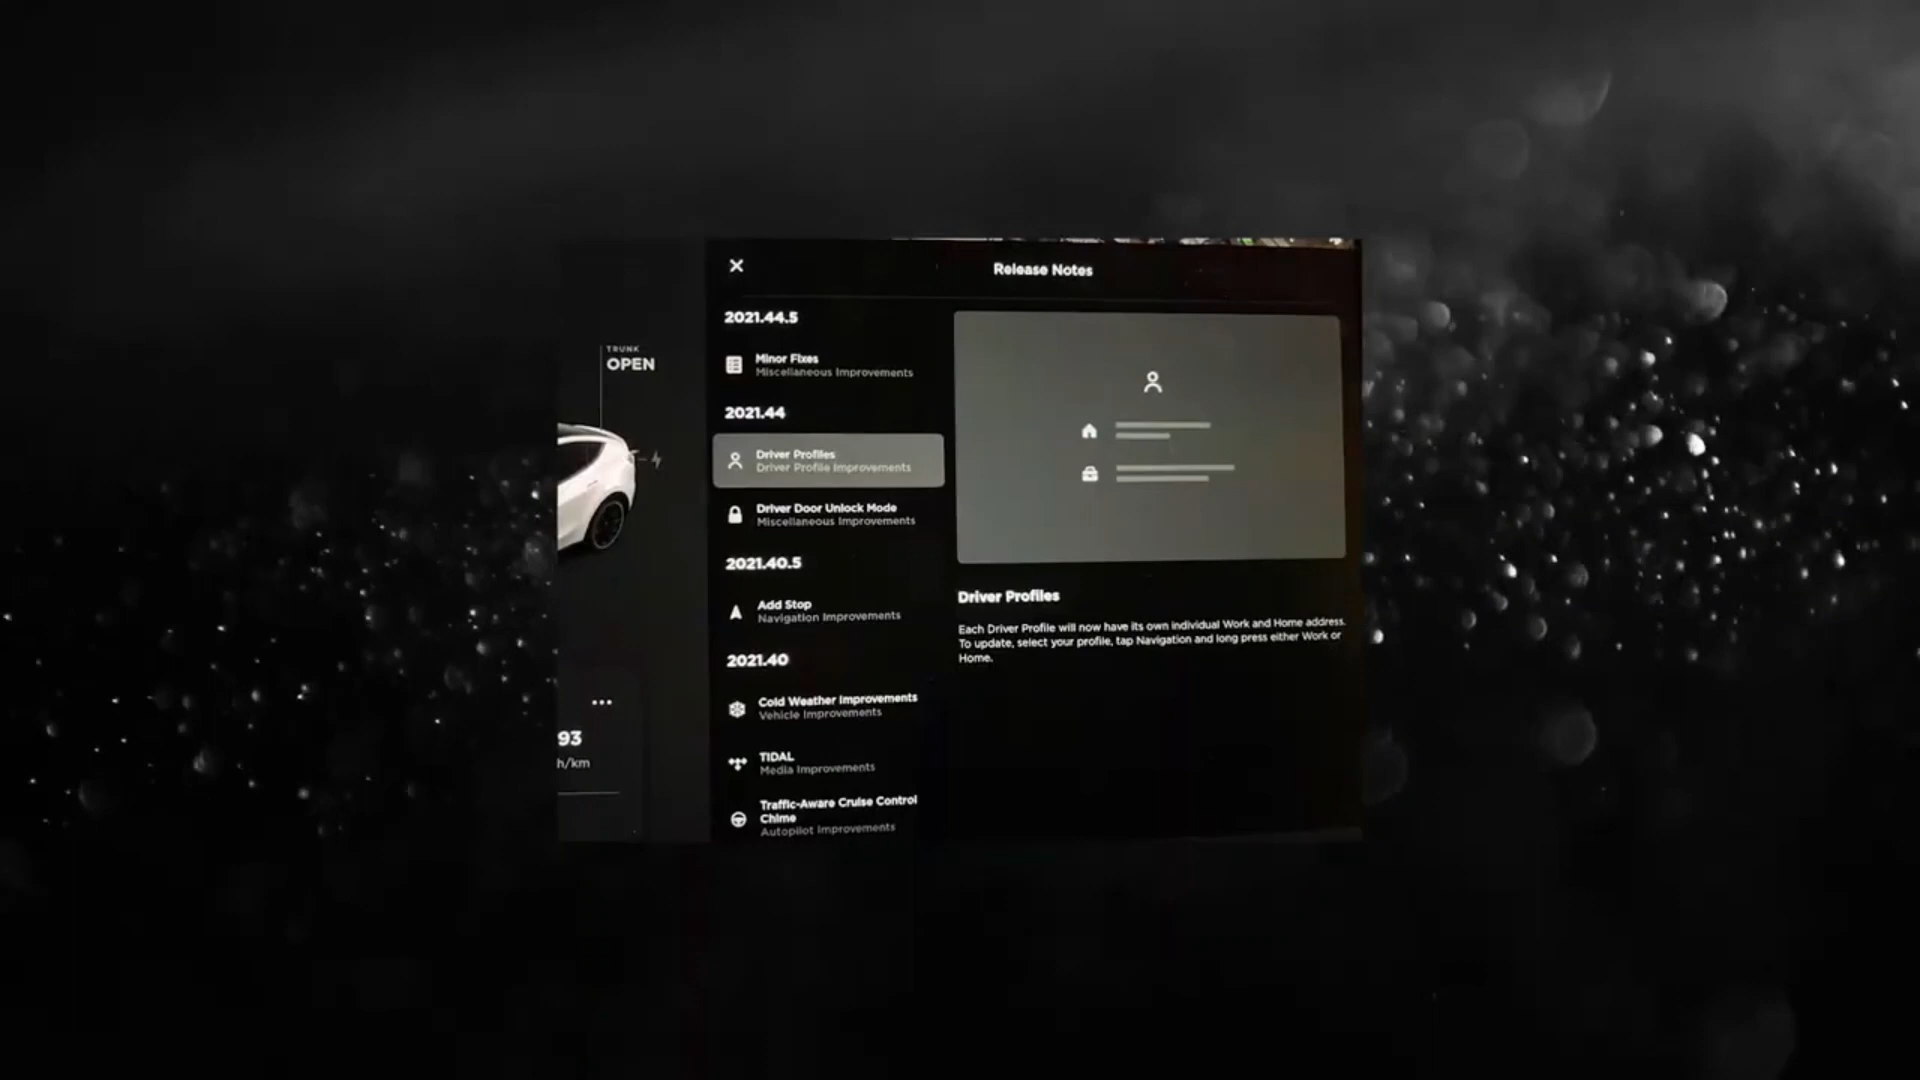 Release Notes
TRUNK
OPEN
93
h/km
2021.44.5
Minor Fixes
Miscellaneous Improvements
2021.44
Driver Profiles
Driver Profile Improvements
Driver Door Unlock Mode
Miscellaneous Improvements
2021.40.5
Add Stop
Navigation Improvements
2021.40
Cold Weather Improvements
Vehicle Improvements
TIDAL
Media Improvements
Traffic-Aware Cruise Control
Chime
Autopilot Improvements
Driver Profiles
Each Driver Profile will now have its own individual Work and Home address.
To update, select your profile, tap Navigation and long press either Work or
Home.